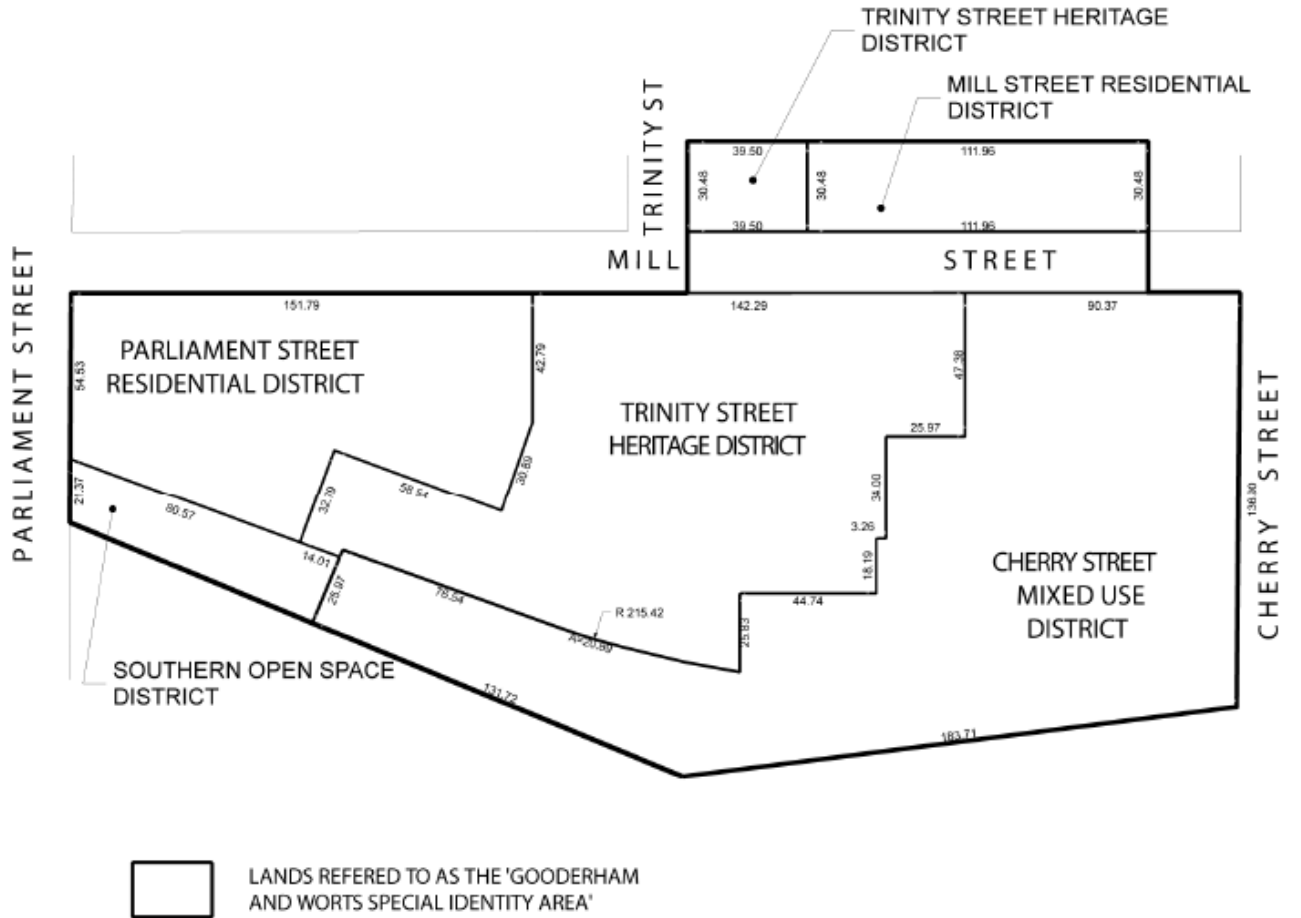 TRINITY STREET HERITAGE
DISTRICT
MILL STREET RESIDENTIAL
DISTRICT
TRINITY ST
39.50
111.96
30.48
30.48
30.48
39.50
111.96
MILL STREET
PARLIAMENT STREET
151.79
142.29
90.37
54.53
42.79
47.38
PARLIAMENT STREET
RESIDENTIAL DISTRICT
TRINITY STREET
HERITAGE DISTRICT
25.97
CHERRY STREET
30.89
32.79
58.54
21.37
80.57
34.00
136.30
3.26
14.01
18.19
CHERRY STREET
MIXED USE
DISTRICT
28.97
78.54
44.74
R 215.42
A=20.89
25.83
SOUTHERN OPEN SPACE
DISTRICT
131.72
183.71
LANDS REFERED TO AS THE 'GOODERHAM
AND WORTS SPECIAL IDENTITY AREA'